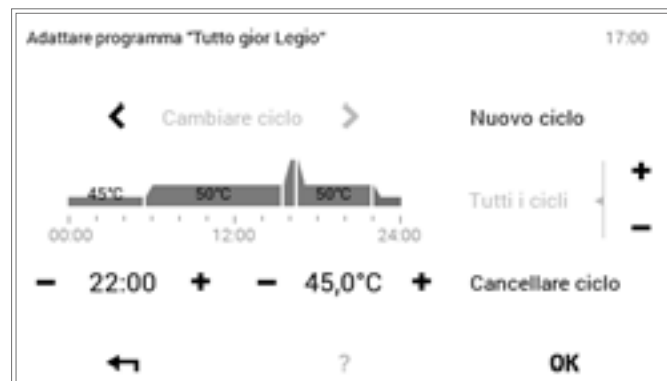 Adattare programma "Tutto gior Legio" 17:00
Cambiare ciclo Nuovo ciclo
45°C 50°C 50°C
Tutti i cicli
00:00 12:00 24:00
22:00 45,0°C Cancellare ciclo
? OK